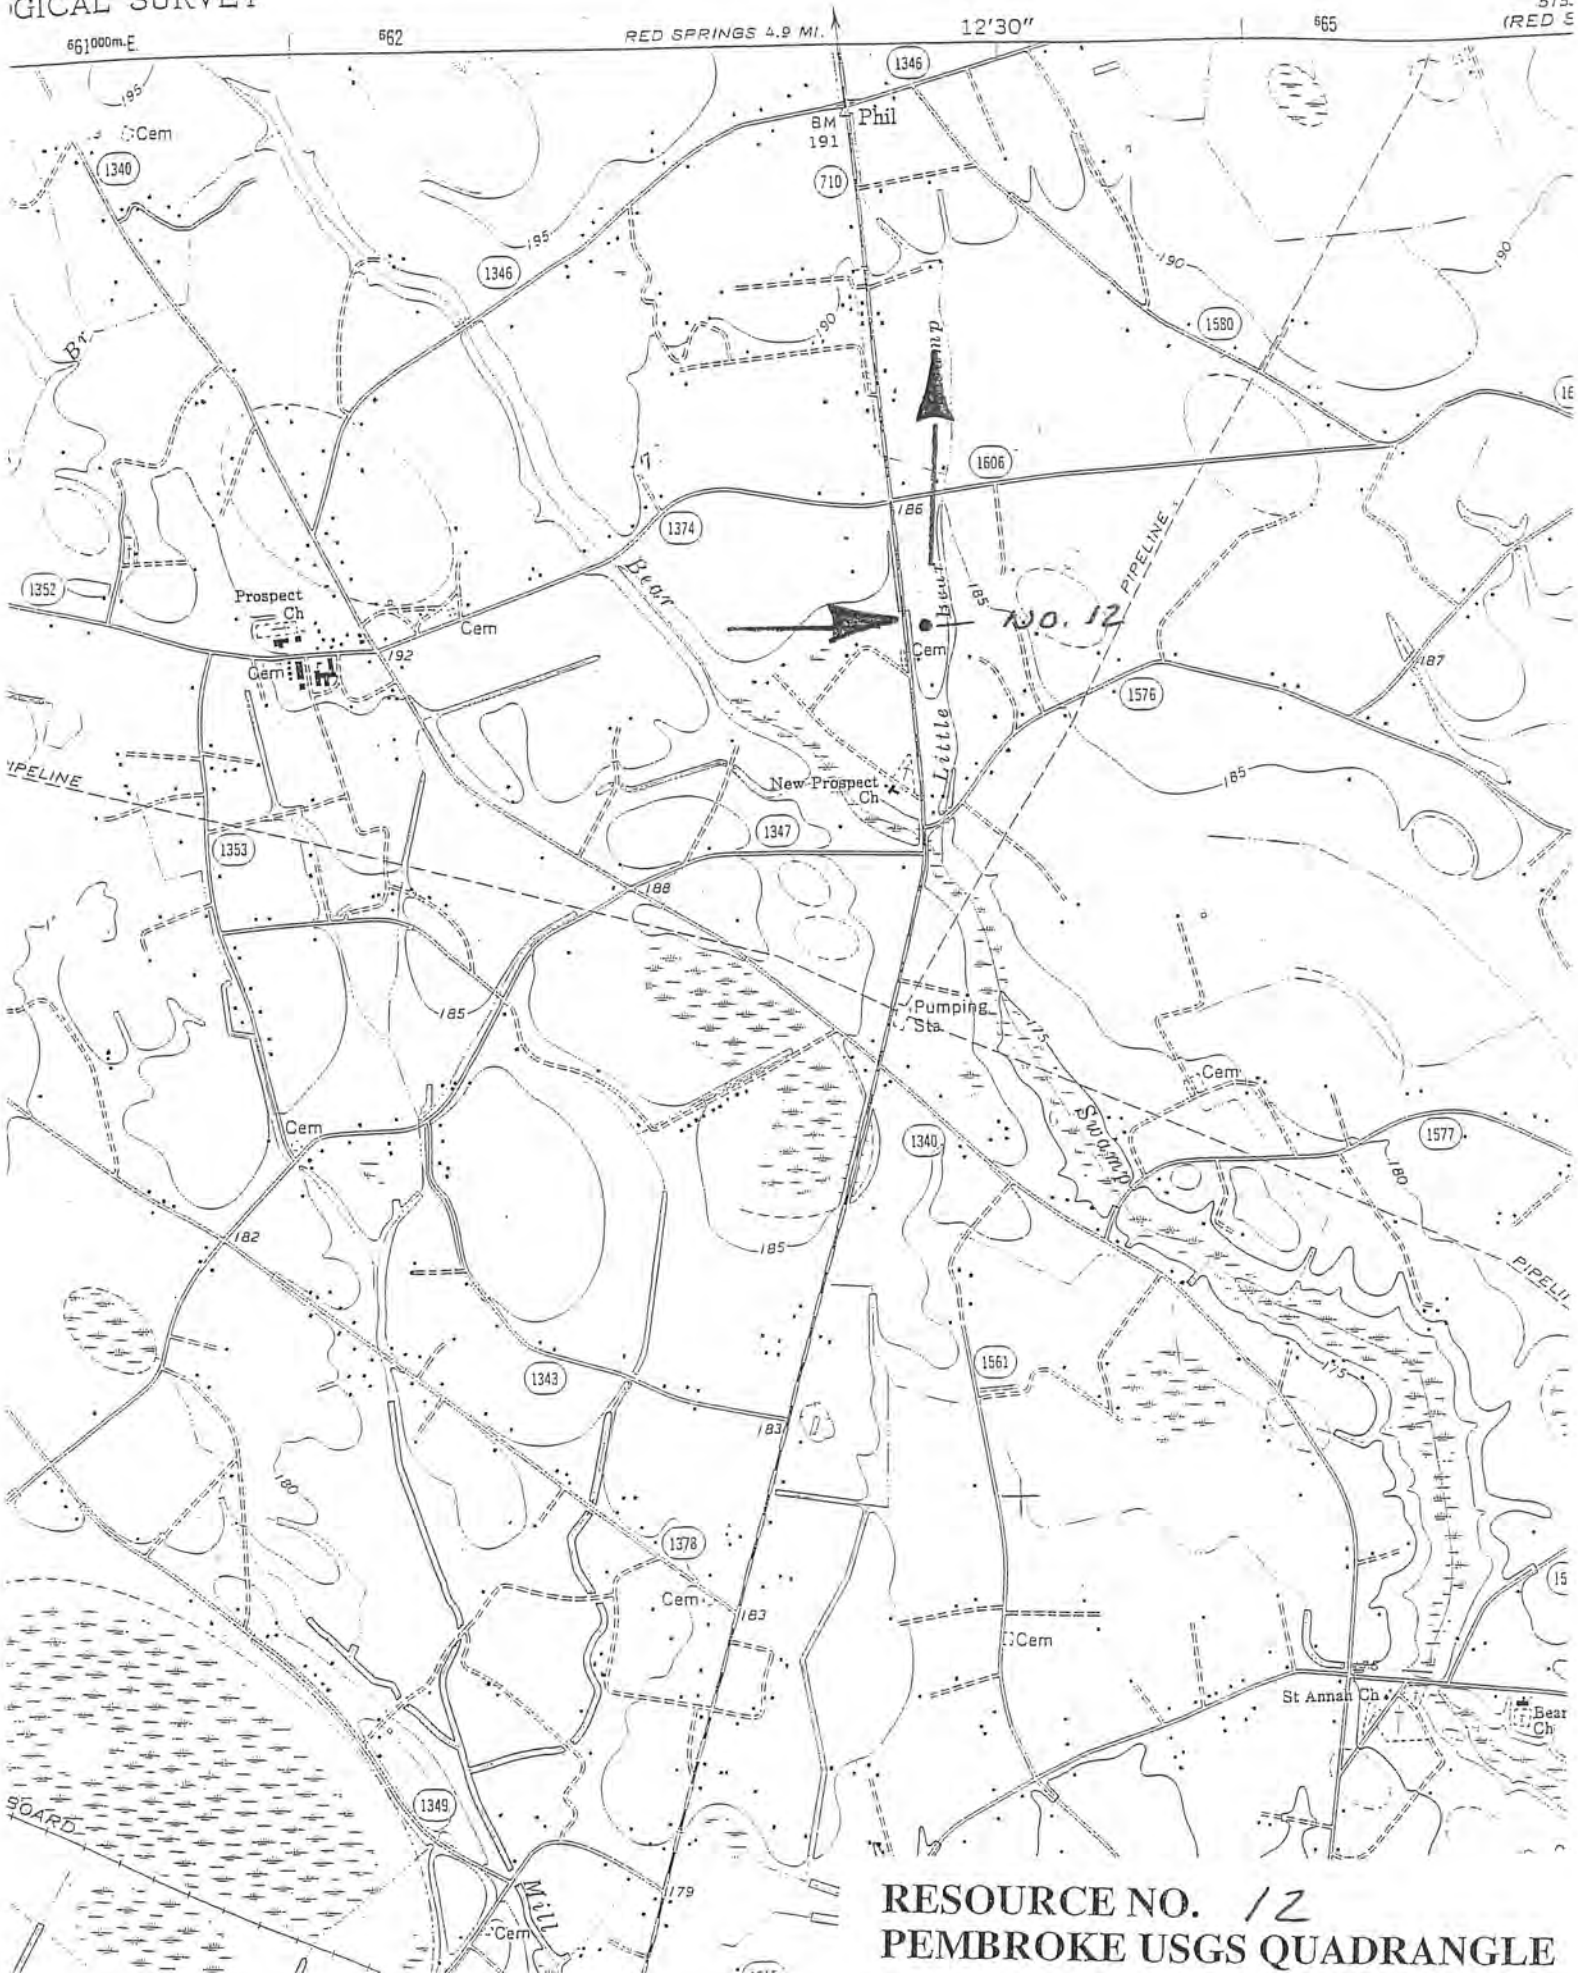 GICAL SURVEY
⁶61⁰⁰⁰ᵐ·E.
⁶62
RED SPRINGS 4.9 MI.
12'30"
⁶65
(RED S
195
Cem
1340
1346
BM
191
Phil
710
195
1346
190
190
190
1580
Br
1606
186
1374
PIPELINE
1352
Prospect
Ch
Bear
185
No. 12
Cem
192
Cem
Cem
187
1576
Little
PIPELINE
New Prospect
Ch
185
1353
1347
188
185
Pumping
Sta
175
Cem
Cem
Swamp
1340
1577
180
182
185
PIPELI
175
1561
1343
183
180
1378
Cem
183
Cem
St Annah Ch
Bear
Ch
BOARD
1349
179
Mill
Cem
RESOURCE NO. 12
PEMBROKE USGS QUADRANGLE